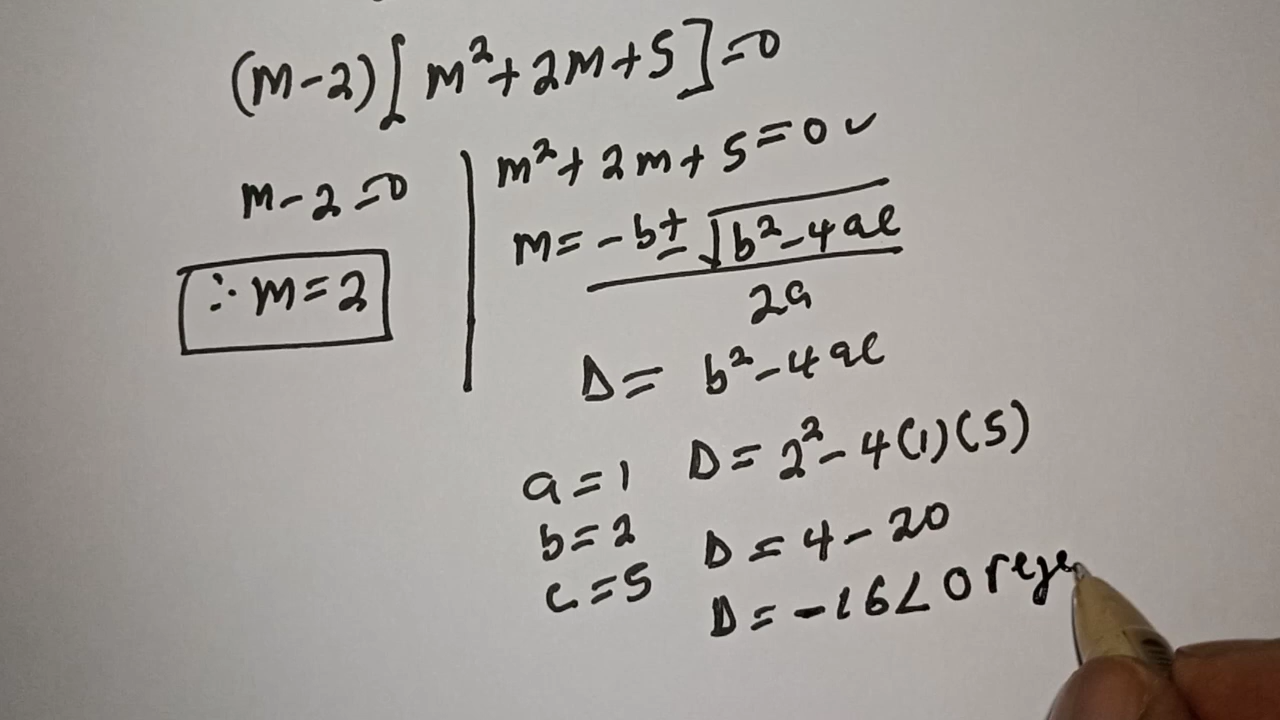 (m-2)[m²+2m+5]=0
m-2=0
∴ m=2
m²+2m+5=0 ✓
m= -b± √b²-4ac
2a
D= b²-4ac
a=1
b=2
c=5
D= 2²-4(1)(5)
D= 4-20
D= -16<0 reje